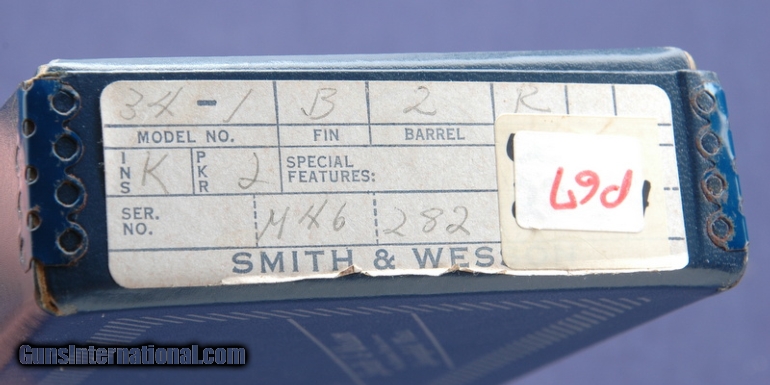 34-1 B 2 R
MODEL NO. FIN BARREL
INS K PKR 2 SPECIAL FEATURES:
SER. NO. M46 282
SMITH & WES
P67
GunsInternational.com